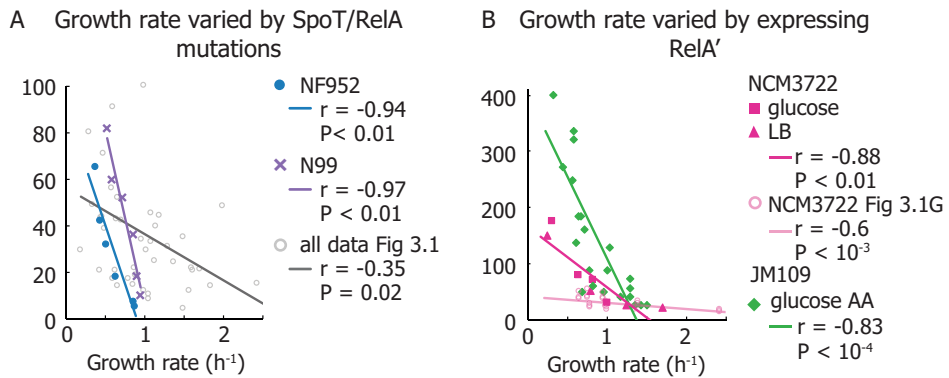 A Growth rate varied by SpoT/RelA
mutations
100
80
60
40
20
0
0 1 2
Growth rate (h-1)
NF952
r = -0.94
P< 0.01
N99
r = -0.97
P < 0.01
all data Fig 3.1
r = -0.35
P = 0.02
B Growth rate varied by expressing
RelA’
400
300
200
100
0
0 1 2
Growth rate (h-1)
NCM3722
glucose
LB
r = -0.88
P < 0.01
NCM3722 Fig 3.1G
r = -0.6
P < 10-3
JM109
glucose AA
r = -0.83
P < 10-4